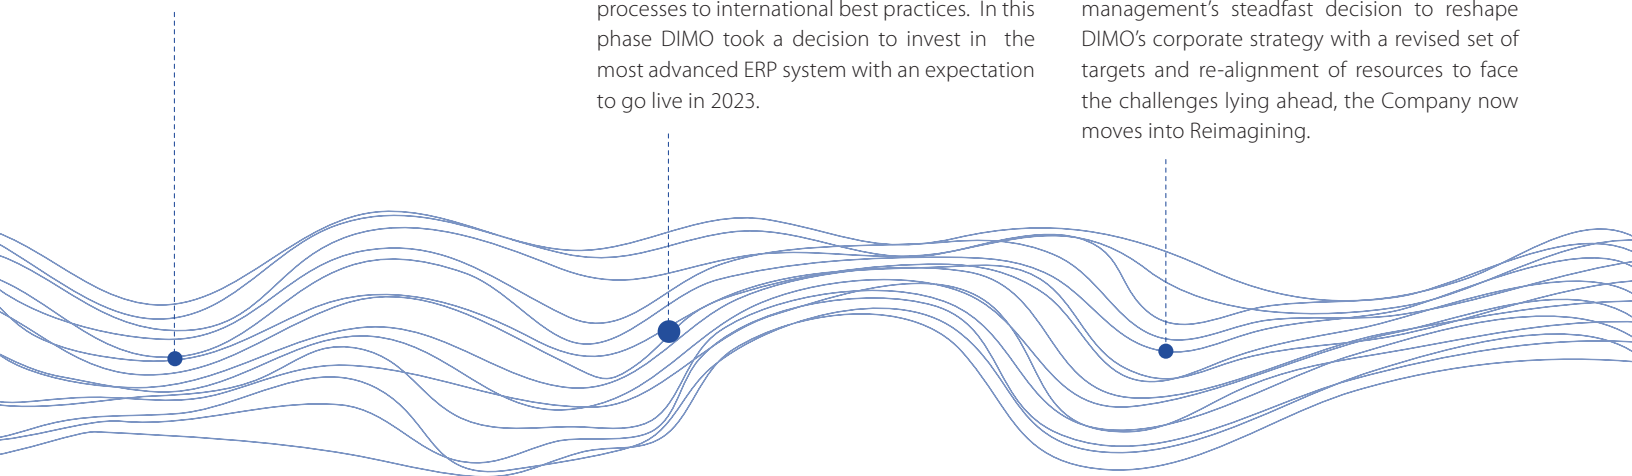 processes to international best practices. In this
phase DIMO took a decision to invest in the
most advanced ERP system with an expectation
to go live in 2023.
management’s steadfast decision to reshape
DIMO’s corporate strategy with a revised set of
targets and re-alignment of resources to face
the challenges lying ahead, the Company now
moves into Reimagining.